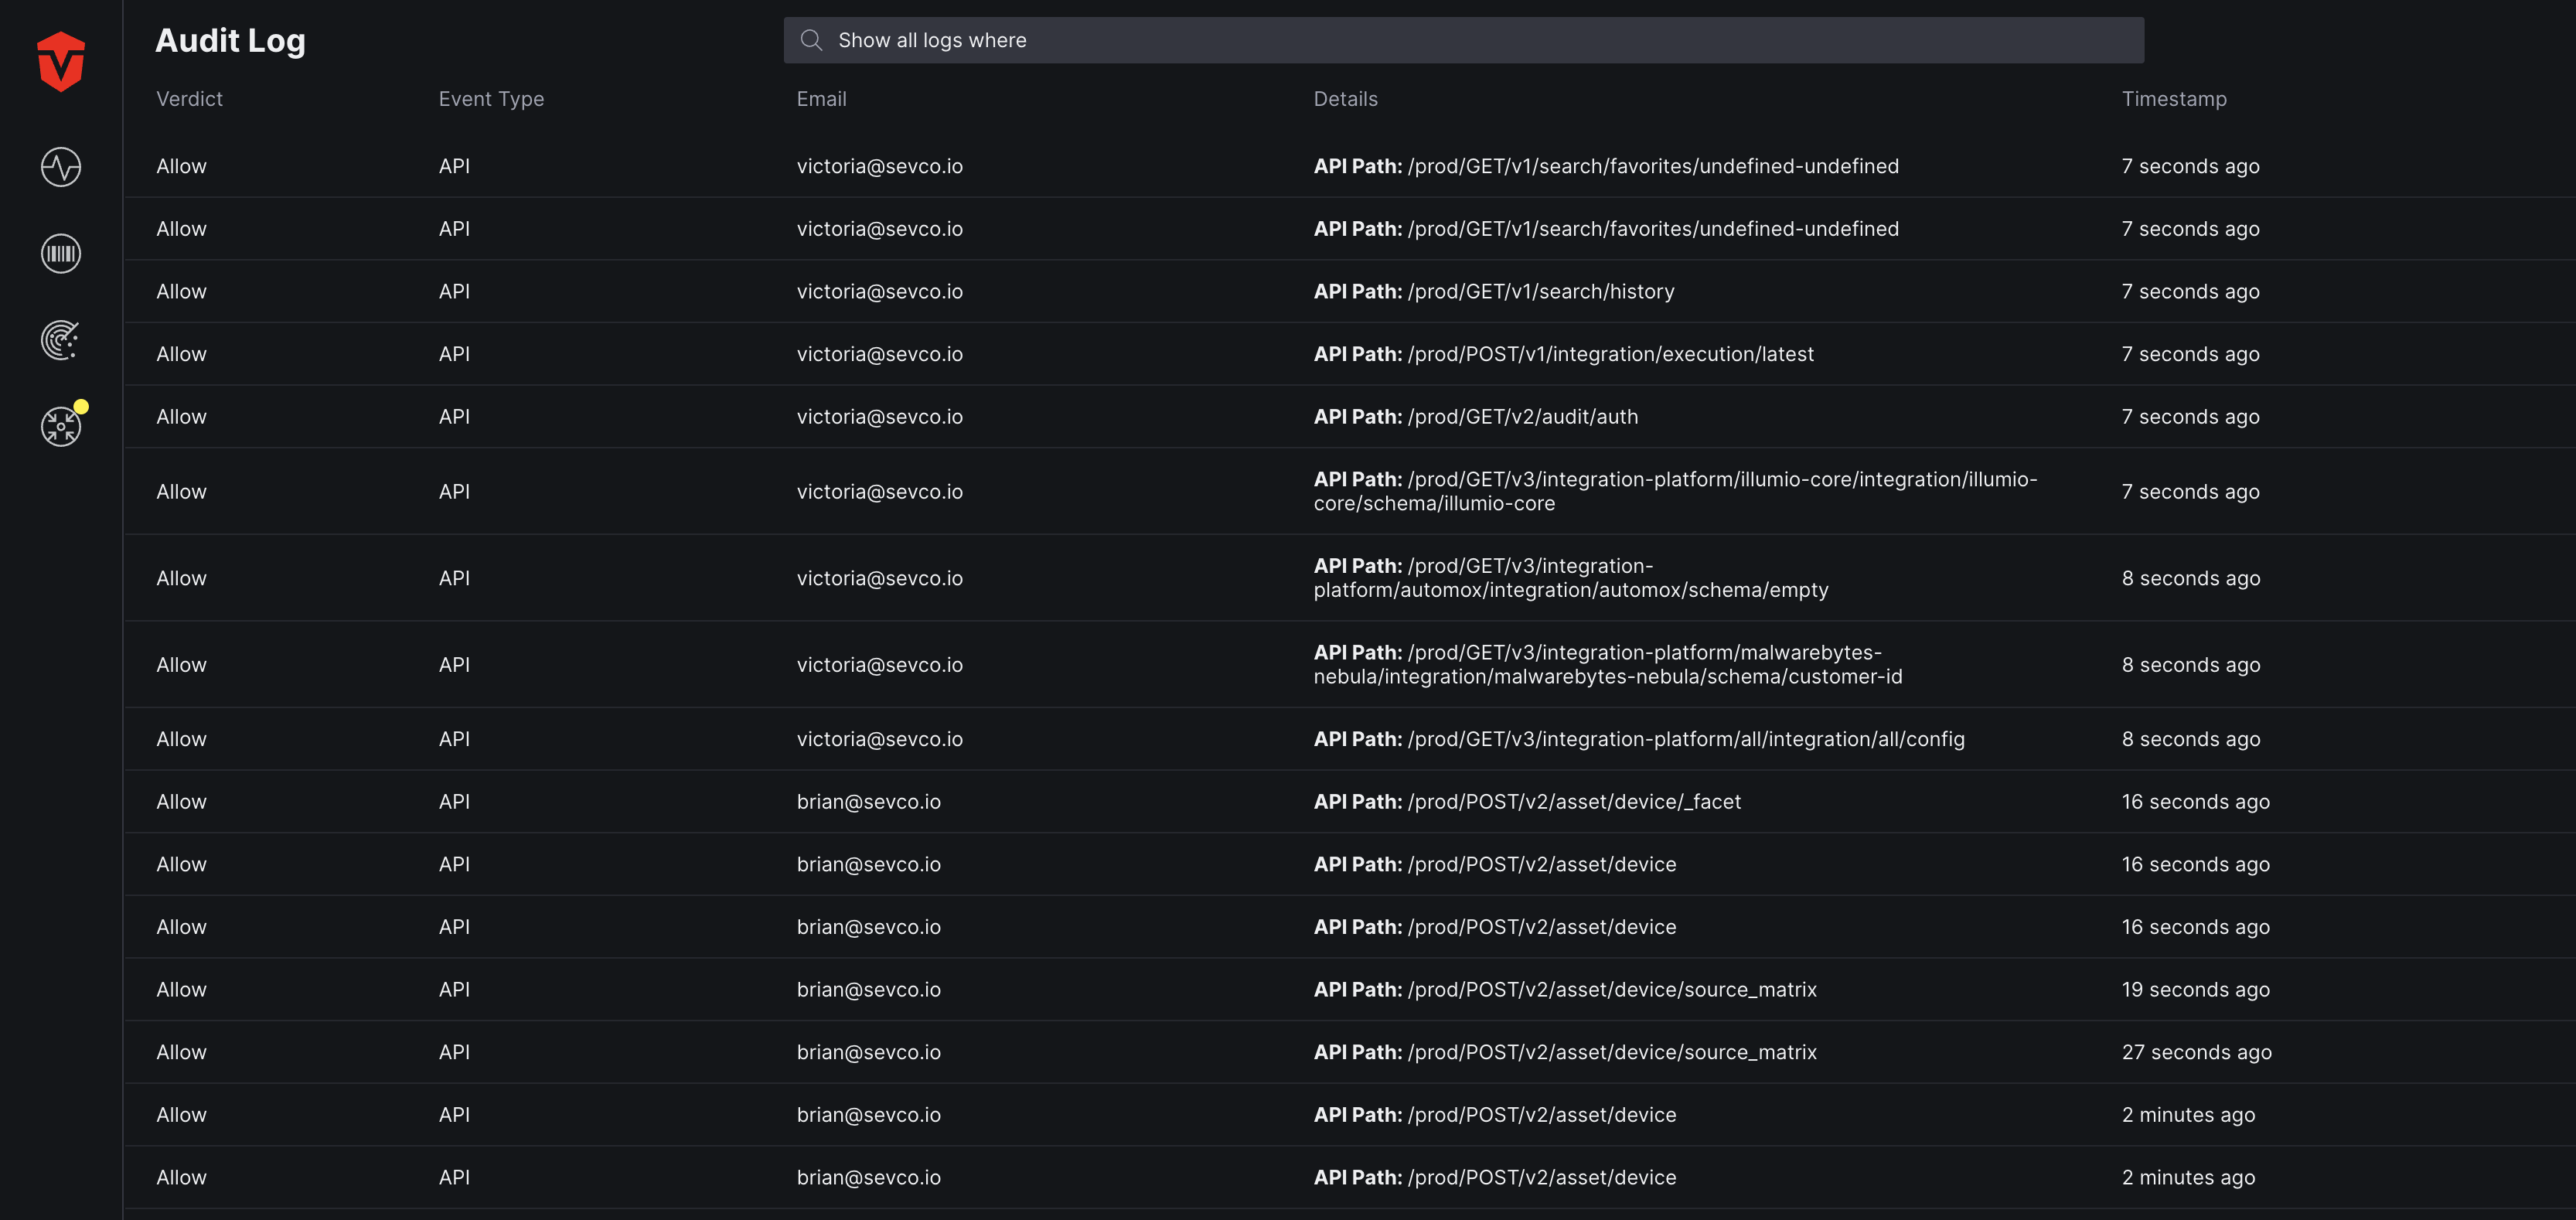 Audit Log
Show all logs where
Verdict Event Type Email Details Timestamp
Allow API victoria@sevco.io API Path: /prod/GET/v1/search/favorites/undefined-undefined 7 seconds ago
Allow API victoria@sevco.io API Path: /prod/GET/v1/search/favorites/undefined-undefined 7 seconds ago
Allow API victoria@sevco.io API Path: /prod/GET/v1/search/history 7 seconds ago
Allow API victoria@sevco.io API Path: /prod/POST/v1/integration/execution/latest 7 seconds ago
Allow API victoria@sevco.io API Path: /prod/GET/v2/audit/auth 7 seconds ago
Allow API victoria@sevco.io API Path: /prod/GET/v3/integration-platform/illumio-core/integration/illumio-
core/schema/illumio-core 7 seconds ago
Allow API victoria@sevco.io API Path: /prod/GET/v3/integration-
platform/automox/integration/automox/schema/empty 8 seconds ago
Allow API victoria@sevco.io API Path: /prod/GET/v3/integration-platform/malwarebytes-
nebula/integration/malwarebytes-nebula/schema/customer-id 8 seconds ago
Allow API victoria@sevco.io API Path: /prod/GET/v3/integration-platform/all/integration/all/config 8 seconds ago
Allow API brian@sevco.io API Path: /prod/POST/v2/asset/device/_facet 16 seconds ago
Allow API brian@sevco.io API Path: /prod/POST/v2/asset/device 16 seconds ago
Allow API brian@sevco.io API Path: /prod/POST/v2/asset/device 16 seconds ago
Allow API brian@sevco.io API Path: /prod/POST/v2/asset/device/source_matrix 19 seconds ago
Allow API brian@sevco.io API Path: /prod/POST/v2/asset/device/source_matrix 27 seconds ago
Allow API brian@sevco.io API Path: /prod/POST/v2/asset/device 2 minutes ago
Allow API brian@sevco.io API Path: /prod/POST/v2/asset/device 2 minutes ago